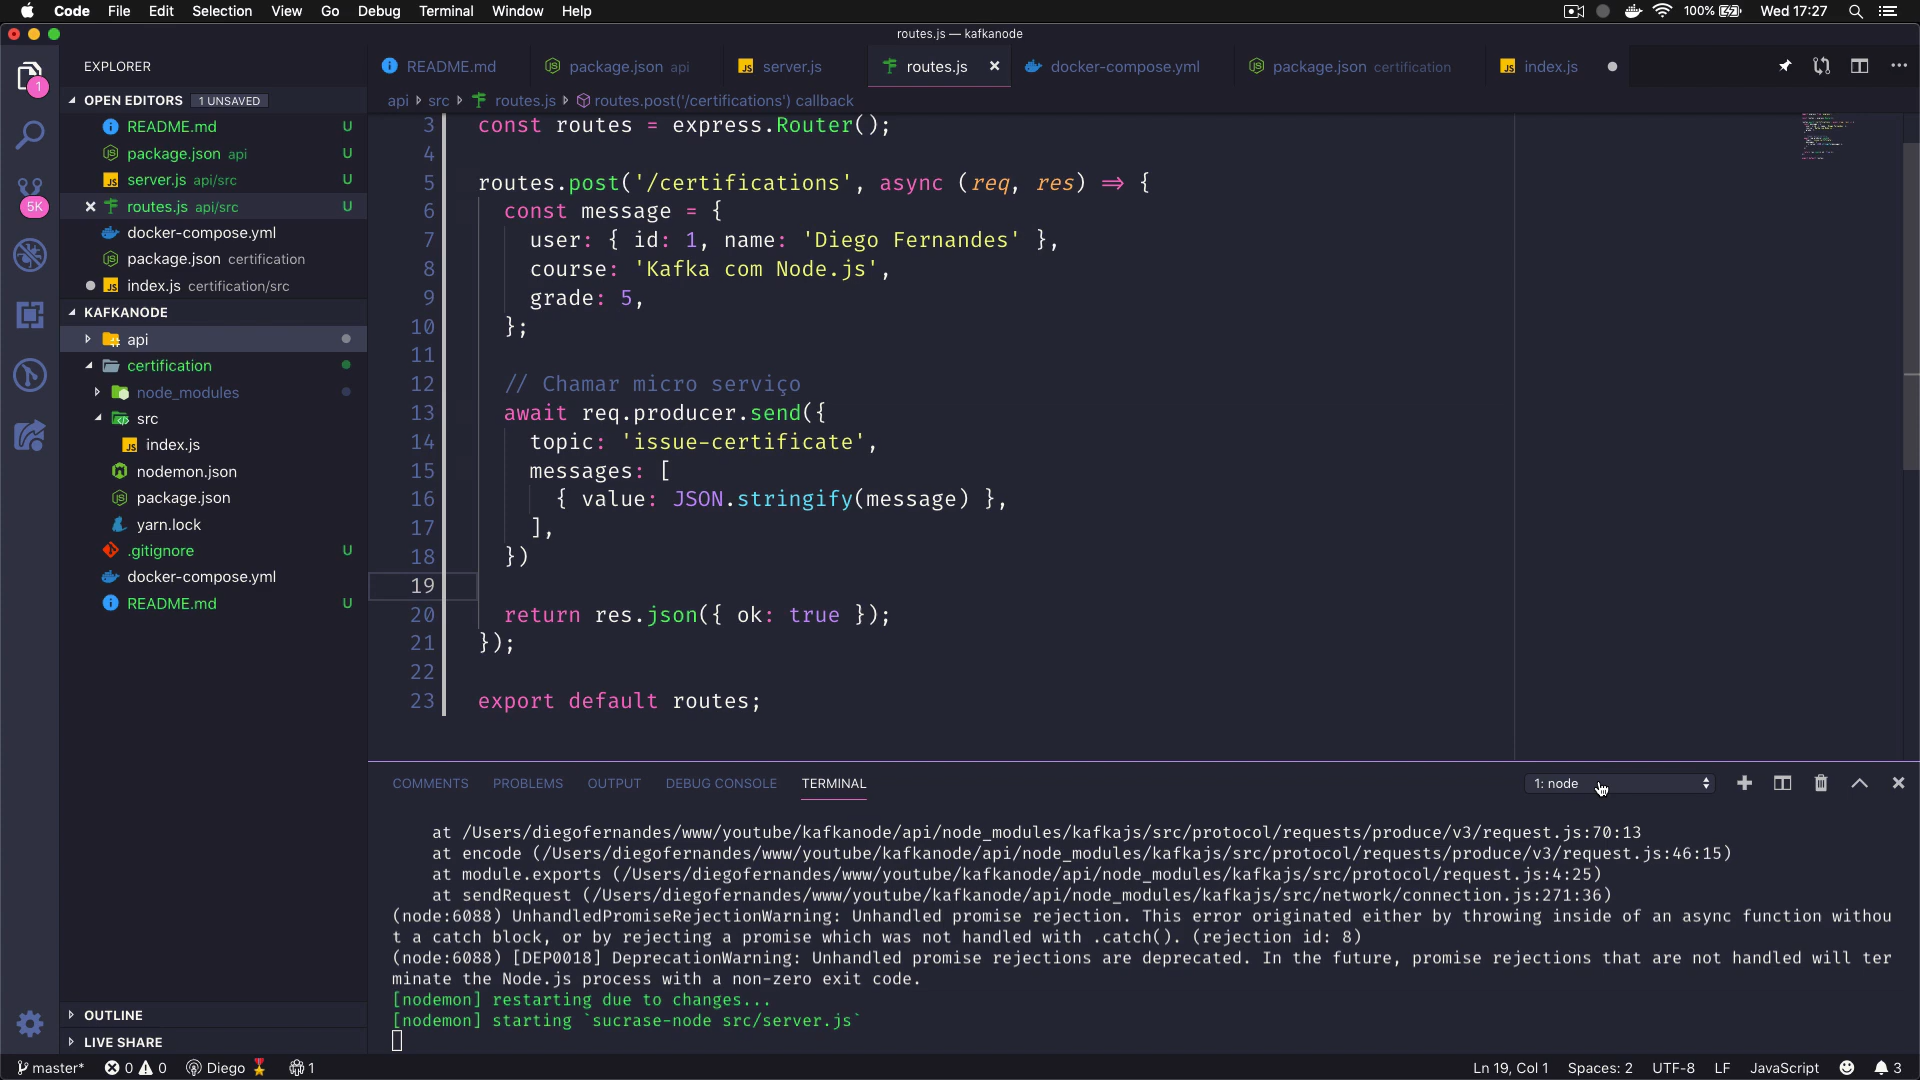 Code File Edit Selection View Go Debug Terminal Window Help 100% Wed 17:27
routes.js — kafkanode
EXPLORER
OPEN EDITORS 1 UNSAVED
README.md U
package.json api U
server.js api/src U
routes.js api/src U
docker-compose.yml
package.json certification
index.js certification/src
KAFKANODE
api
certification
node_modules
src
index.js
nodemon.json
package.json
yarn.lock
.gitignore U
docker-compose.yml
README.md U
OUTLINE
LIVE SHARE
1
5K
README.md package.json api server.js routes.js docker-compose.yml package.json certification index.js
api src routes.js routes.post('/certifications') callback
3 const routes = express.Router();
4
5 routes.post('/certifications', async (req, res) => {
6 const message = {
7 user: { id: 1, name: 'Diego Fernandes' },
8 course: 'Kafka com Node.js',
9 grade: 5,
10 };
11
12 // Chamar micro serviço
13 await req.producer.send({
14 topic: 'issue-certificate',
15 messages: [
16 { value: JSON.stringify(message) },
17 ],
18 })
19
20 return res.json({ ok: true });
21 });
22
23 export default routes;
COMMENTS PROBLEMS OUTPUT DEBUG CONSOLE TERMINAL 1: node
at /Users/diegofernandes/www/youtube/kafkanode/api/node_modules/kafkajs/src/protocol/requests/produce/v3/request.js:70:13
at encode (/Users/diegofernandes/www/youtube/kafkanode/api/node_modules/kafkajs/src/protocol/requests/produce/v3/request.js:46:15)
at module.exports (/Users/diegofernandes/www/youtube/kafkanode/api/node_modules/kafkajs/src/protocol/request.js:4:25)
at sendRequest (/Users/diegofernandes/www/youtube/kafkanode/api/node_modules/kafkajs/src/network/connection.js:271:36)
(node:6088) UnhandledPromiseRejectionWarning: Unhandled promise rejection. This error originated either by throwing inside of an async function withou
t a catch block, or by rejecting a promise which was not handled with .catch(). (rejection id: 8)
(node:6088) [DEP0018] DeprecationWarning: Unhandled promise rejections are deprecated. In the future, promise rejections that are not handled will ter
minate the Node.js process with a non-zero exit code.
[nodemon] restarting due to changes...
[nodemon] starting `sucrase-node src/server.js`
master* 0 0 Diego 1 Ln 19, Col 1 Spaces: 2 UTF-8 LF JavaScript 3